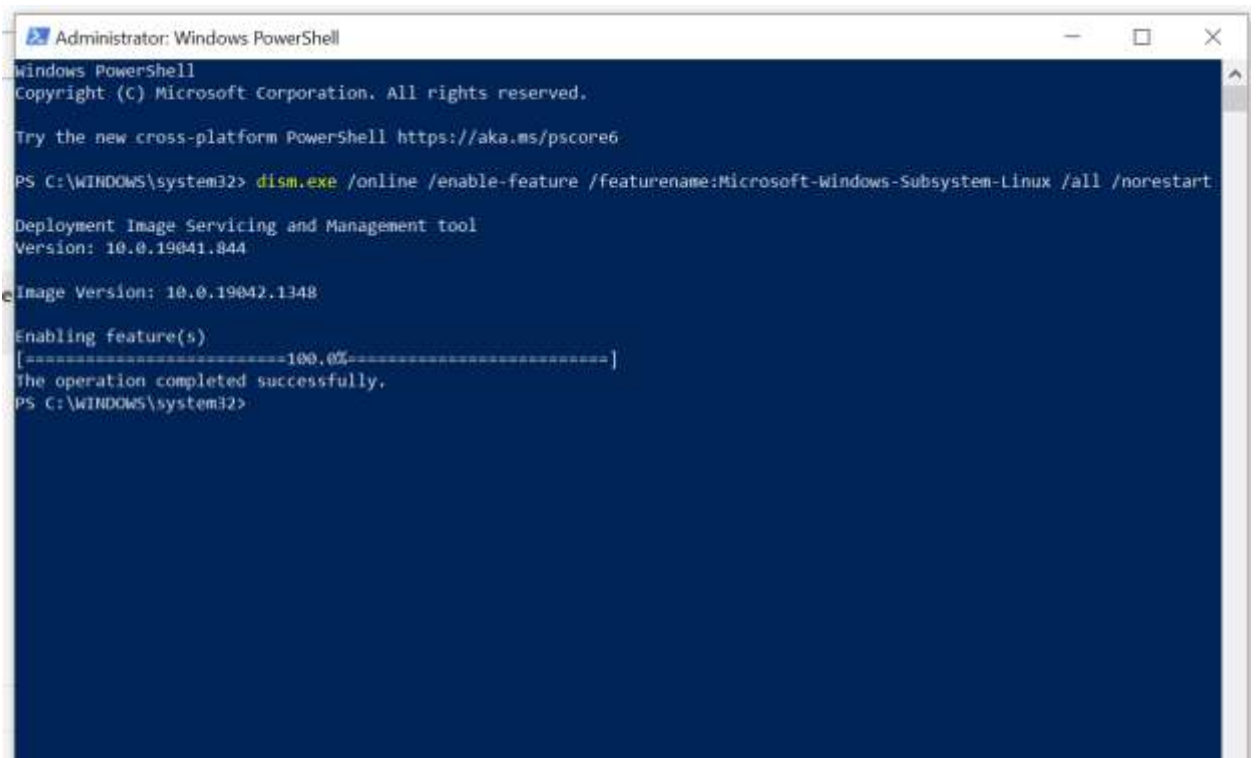 Administrator: Windows PowerShell
Windows PowerShell
Copyright (C) Microsoft Corporation. All rights reserved.
Try the new cross-platform PowerShell https://aka.ms/pscore6
PS C:\WINDOWS\system32> dism.exe /online /enable-feature /featurename:Microsoft-Windows-Subsystem-Linux /all /norestart
Deployment Image Servicing and Management tool
Version: 10.0.19041.844
Image Version: 10.0.19042.1348
Enabling feature(s)
[==========================100.0%==========================]
The operation completed successfully.
PS C:\WINDOWS\system32>